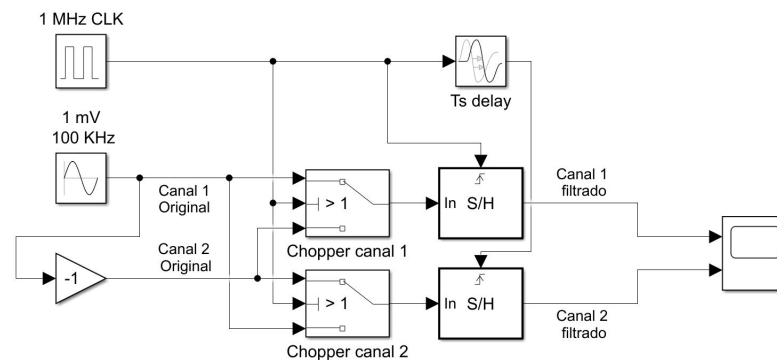 1 MHz CLK
Ts delay
1 mV
100 KHz
Canal 1
Original
> 1
In S/H
Canal 1
filtrado
Chopper canal 1
Canal 2
Original
-1
> 1
In S/H
Canal 2
filtrado
Chopper canal 2